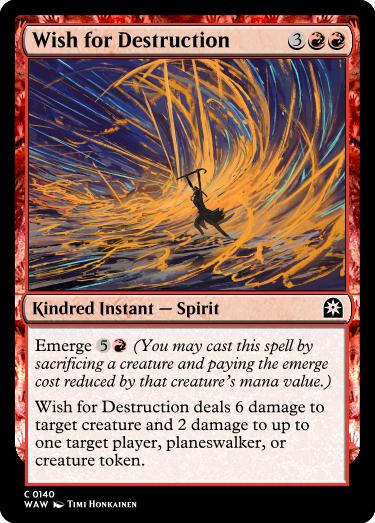 Wish for Destruction 3
Kindred Instant — Spirit
Emerge 5 (You may cast this spell by
sacrificing a creature and paying the emerge
cost reduced by that creature's mana value.)
Wish for Destruction deals 6 damage to
target creature and 2 damage to up to
one target player, planeswalker, or
creature token.
C 0140
WAW Timi Honkainen